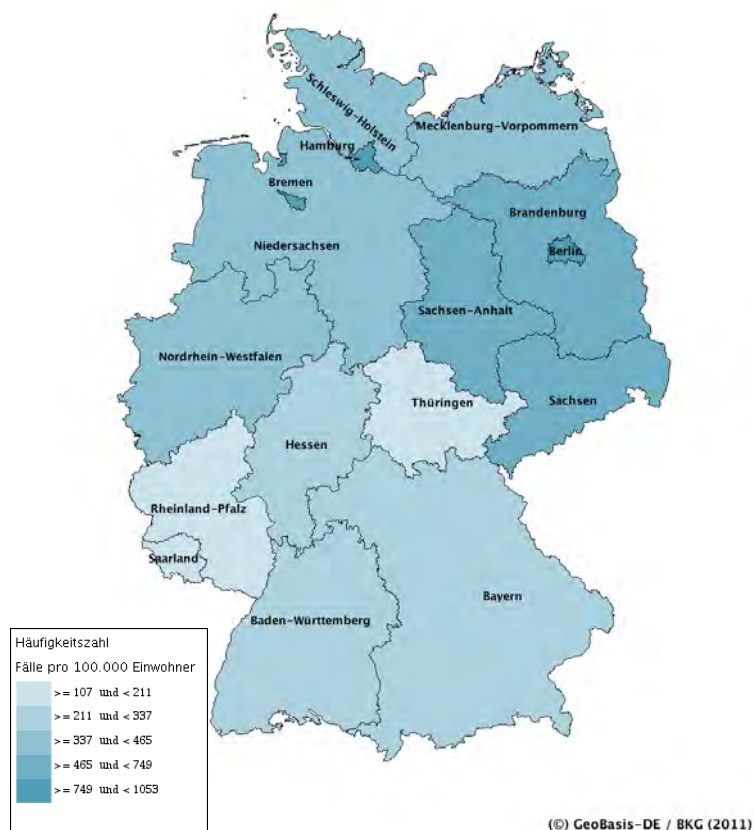 Schleswig-Holstein
Mecklenburg-Vorpommern
Hamburg
Bremen
Brandenburg
Berlin
Niedersachsen
Sachsen-Anhalt
Nordrhein-Westfalen
Thüringen
Sachsen
Hessen
Rheinland-Pfalz
Saarland
Bayern
Baden-Württemberg
Häufigkeitszahl
Fälle pro 100.000 Einwohner
>= 107 und < 211
>= 211 und < 337
>= 337 und < 465
>= 465 und < 749
>= 749 und < 1053
(©) GeoBasis-DE / BKG (2011)